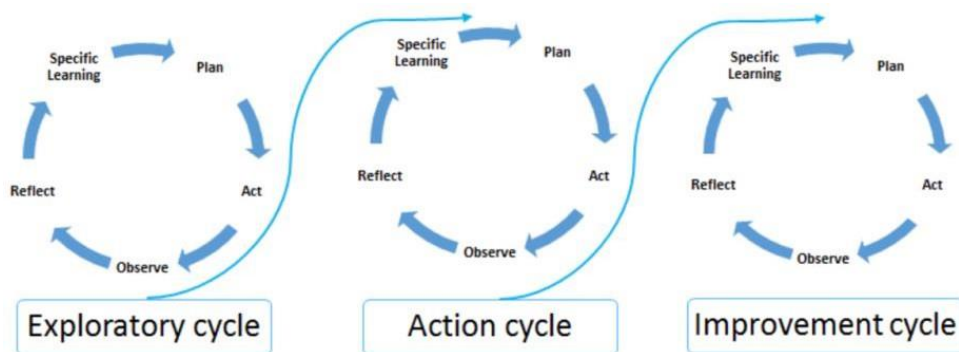 Specific
Learning
Plan
Act
Observe
Reflect
Exploratory cycle
Specific
Learning
Plan
Act
Observe
Reflect
Action cycle
Specific
Learning
Plan
Act
Observe
Reflect
Improvement cycle